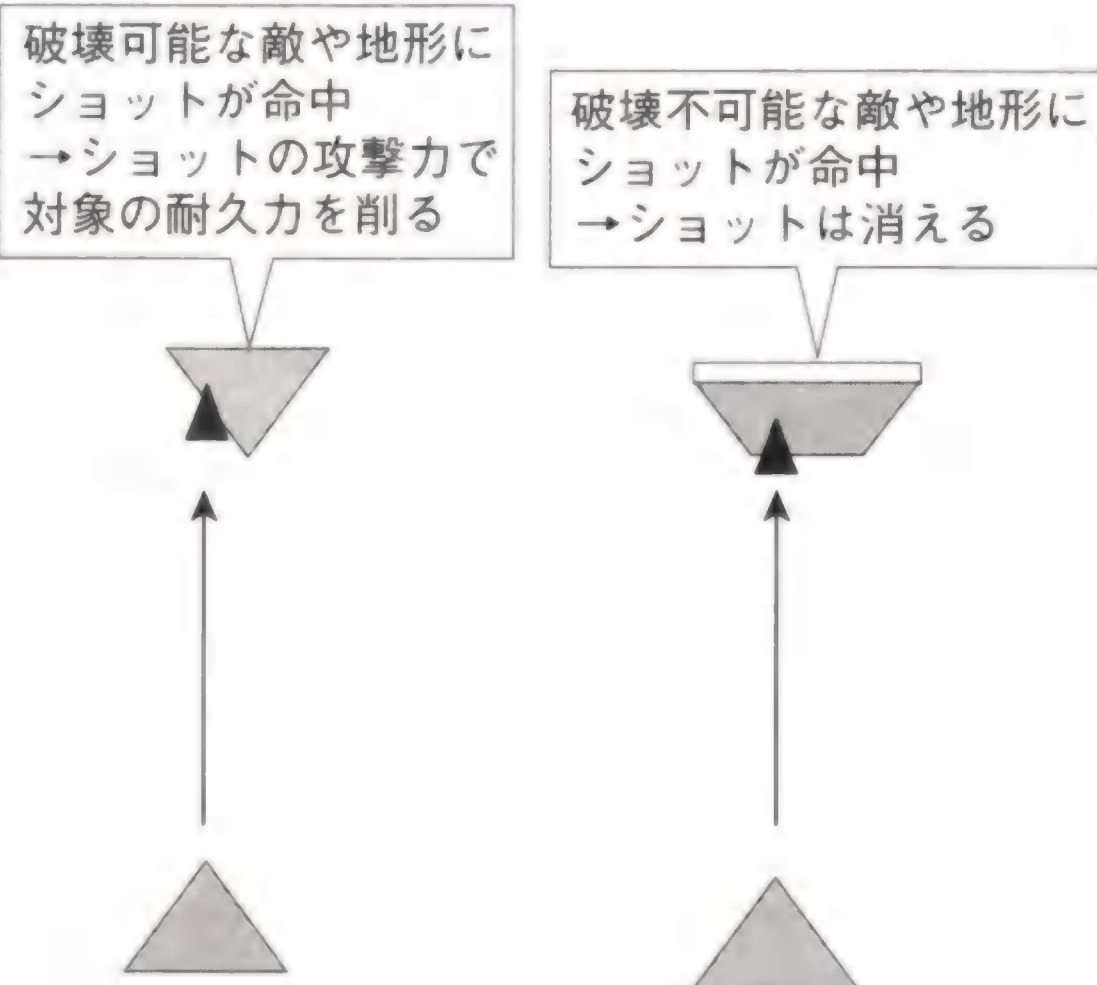 破壊可能な敵や地形に
ショットが命中
→ショットの攻撃力で
対象の耐久力を削る
破壊不可能な敵や地形に
ショットが命中
→ショットは消える